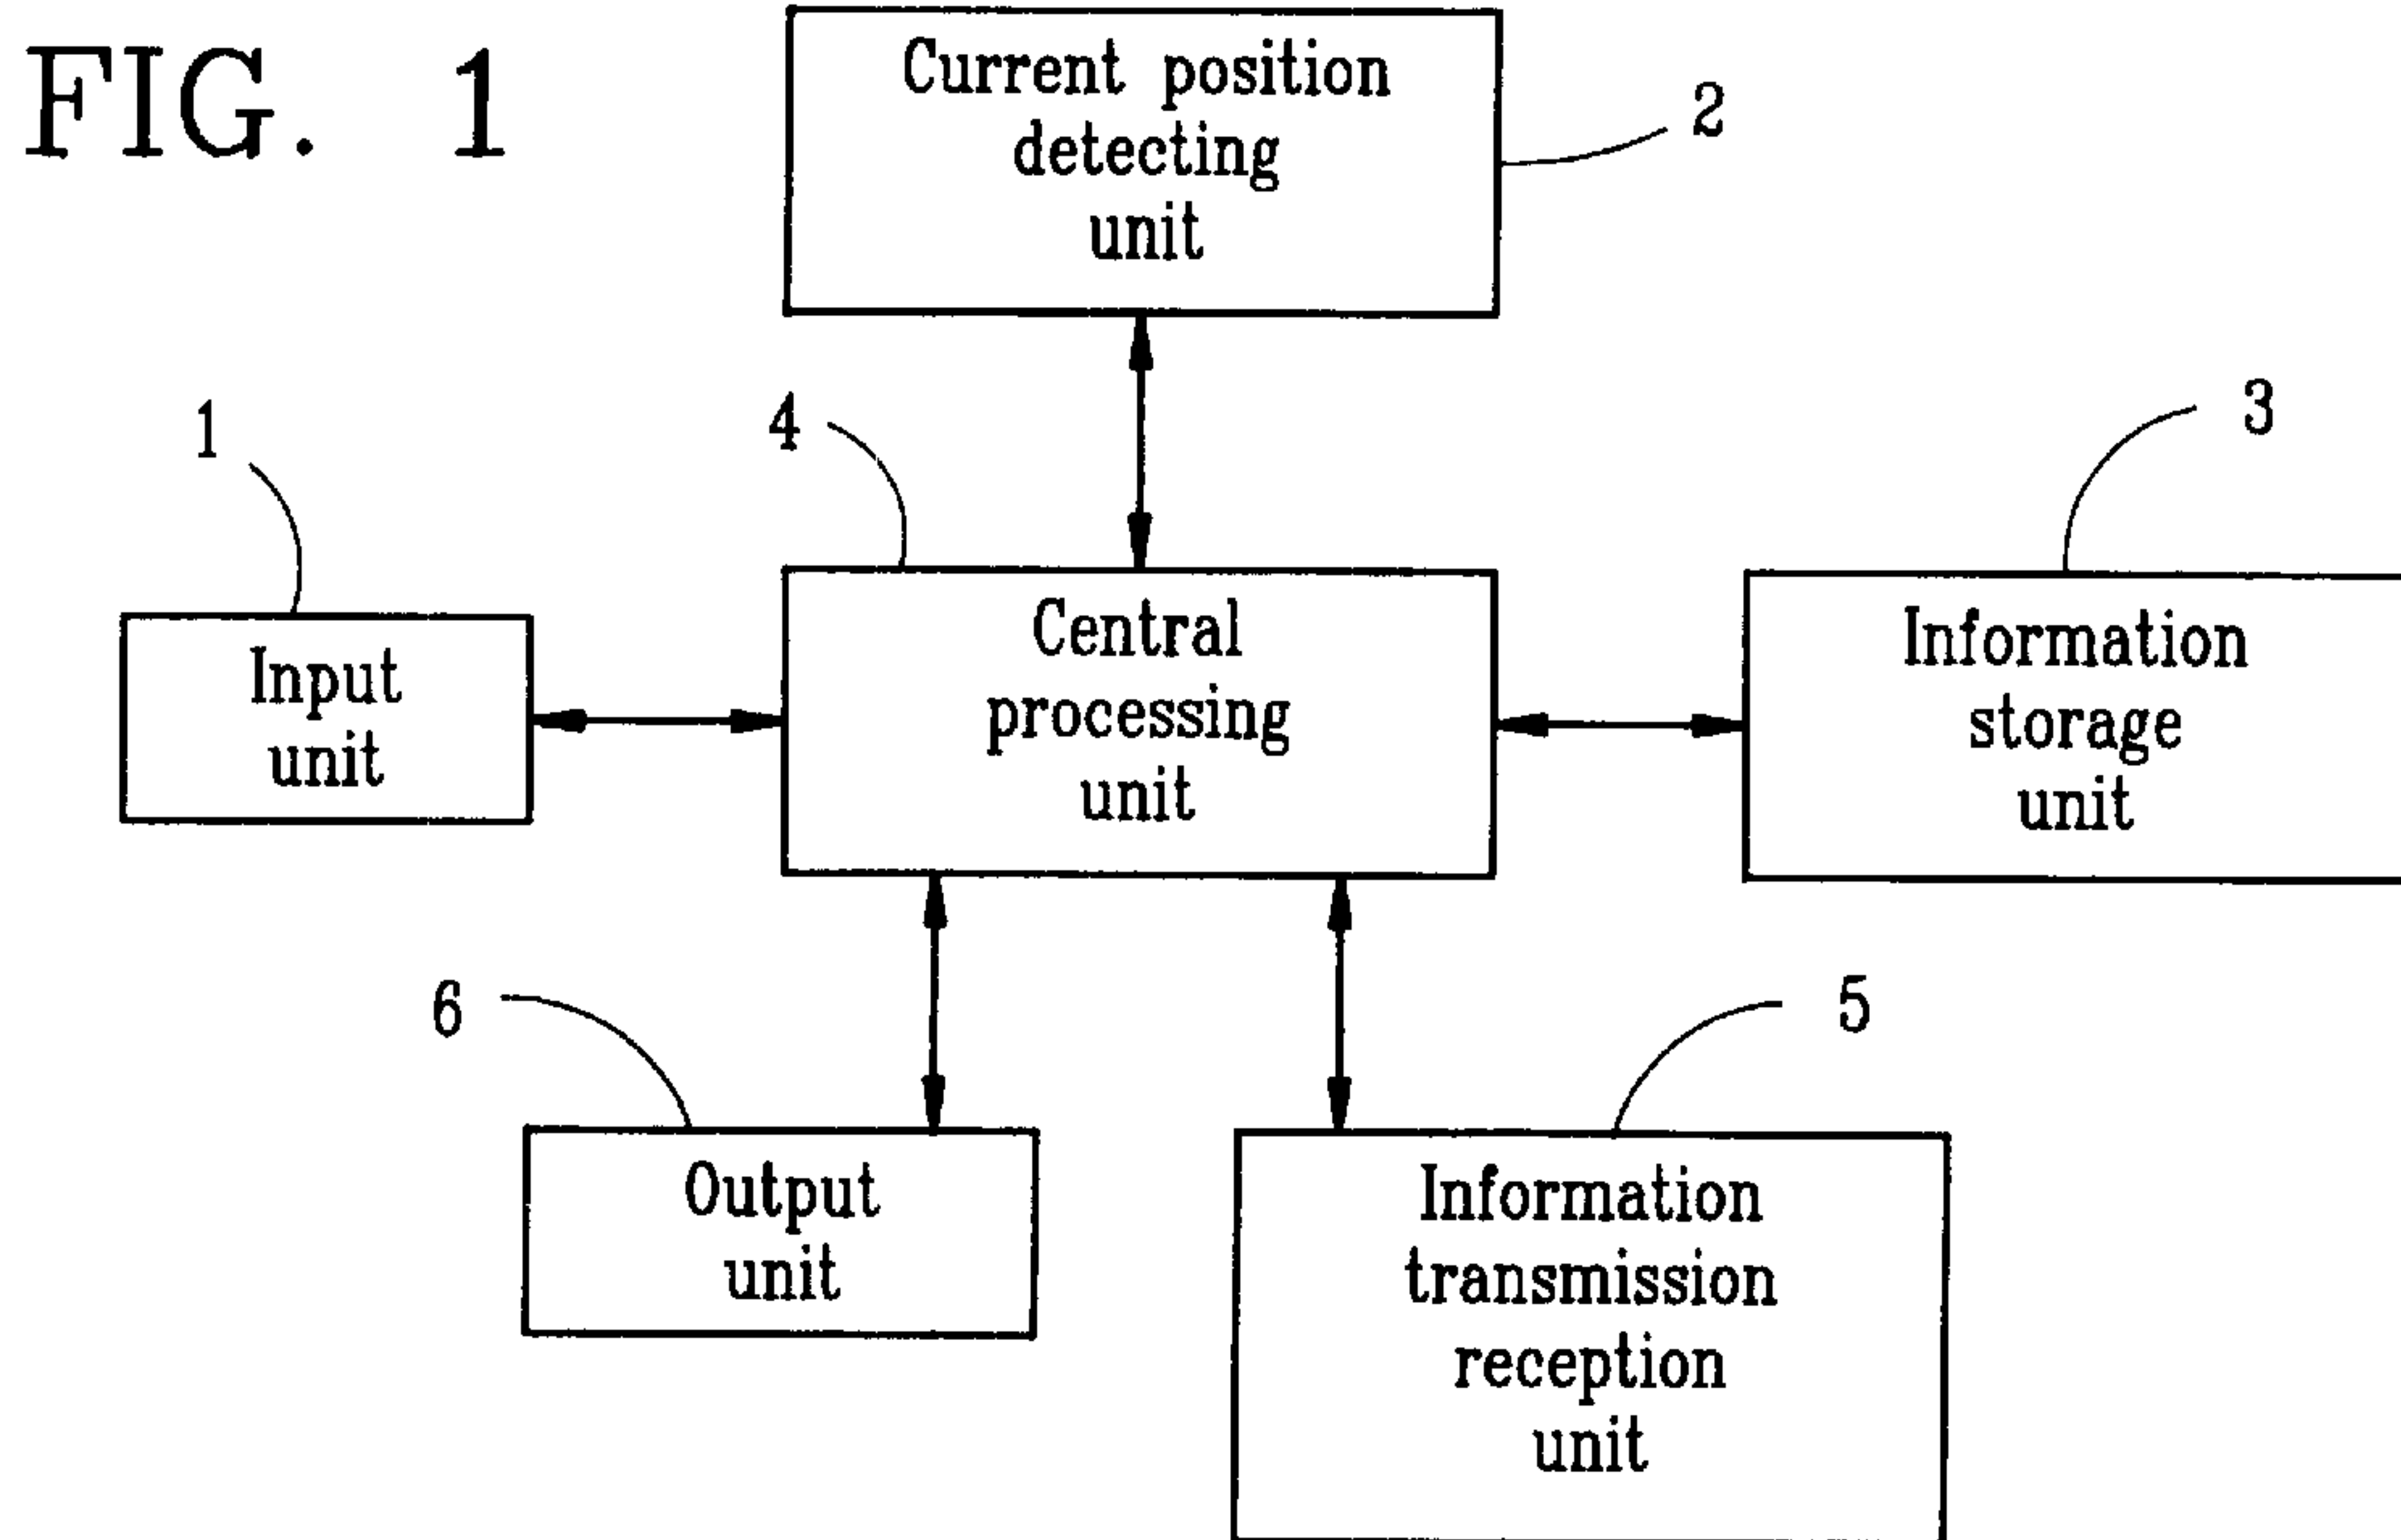 FIG. 1
Current position
detecting
unit
2
1
4
3
Input
unit
Central
processing
unit
Information
storage
unit
6
5
Output
unit
Information
transmission
reception
unit